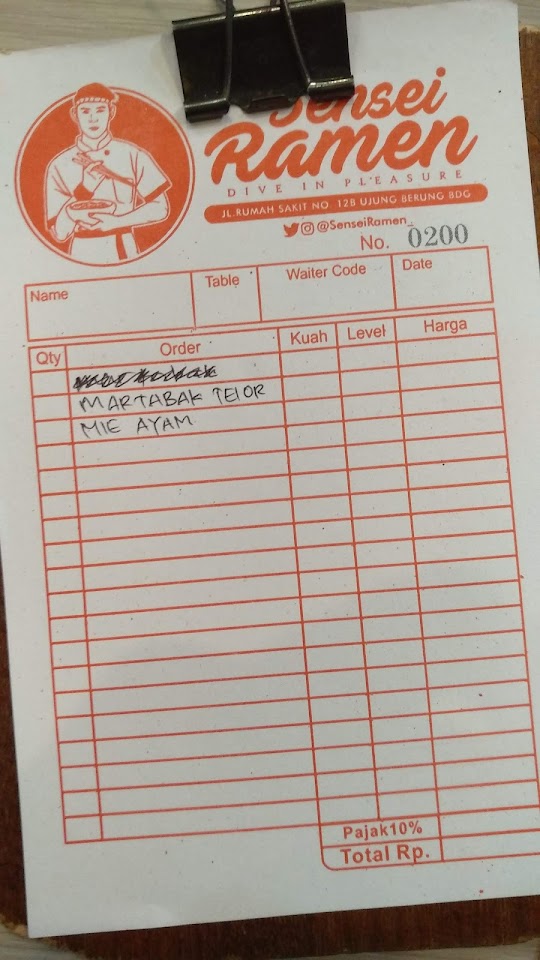 Sensei
Ramen
DIVE IN PLEASURE
JL.RUMAH SAKIT NO. 12B UJUNG BERUNG BDG
@SenseiRamen_
No. 0200
Name Table Waiter Code Date
Qty Order Kuah Level Harga
MARTABAK TElOR
MIE AYAM
Pajak10%
Total Rp.